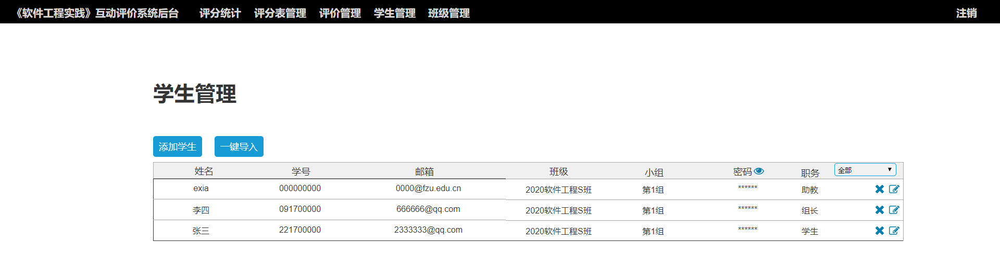 《软件工程实践》互动评价系统后台 评分统计 评分表管理 评价管理 学生管理 班级管理 注销
学生管理
添加学生 一键导入
姓名 学号 邮箱 班级 小组 密码 职务 全部
exia 000000000 0000@fzu.edu.cn 2020软件工程S班 第1组 ****** 助教
李四 091700000 666666@qq.com 2020软件工程S班 第1组 ****** 组长
张三 221700000 2333333@qq.com 2020软件工程S班 第1组 ****** 学生